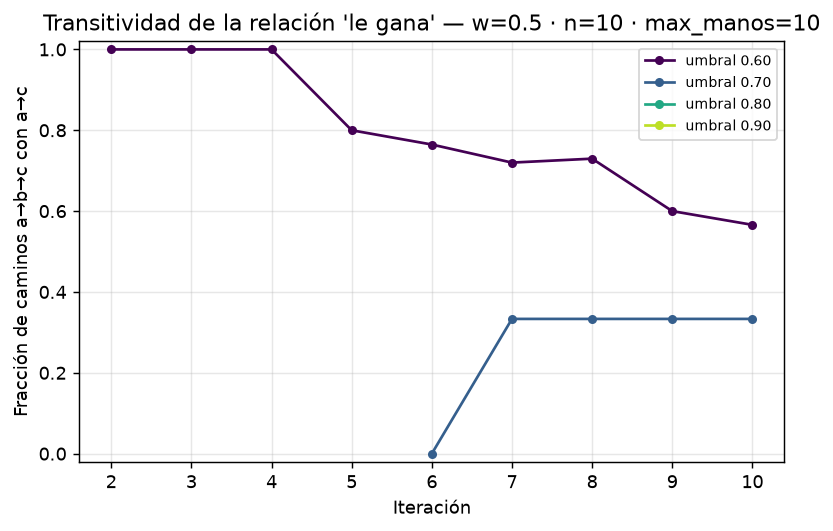 Transitividad de la relación 'le gana' — w=0.5 · n=10 · max_manos=10
Fracción de caminos a→b→c con a→c
1.0
0.8
0.6
0.4
0.2
0.0
umbral 0.60
umbral 0.70
umbral 0.80
umbral 0.90
2 3 4 5 6 7 8 9 10
Iteración